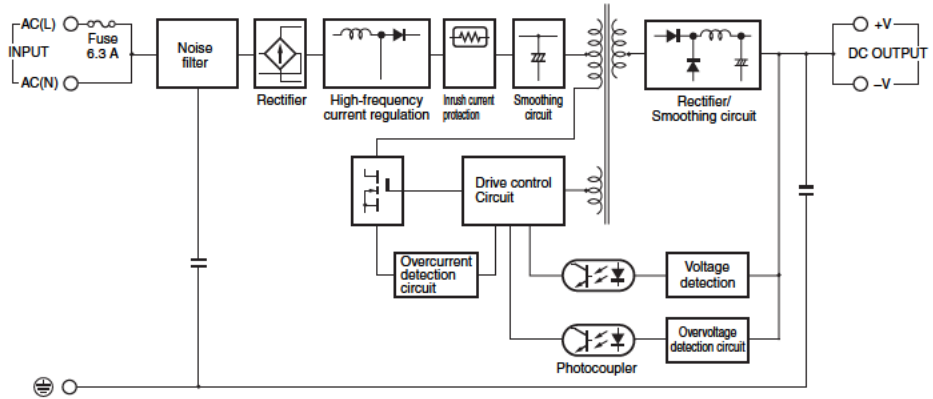 AC(L)
Fuse
6.3 A
INPUT
AC(N)
Noise
filter
Rectifier
High-frequency
current regulation
Inrush current
protection
Smoothing
circuit
Rectifier/
Smoothing circuit
+V
DC OUTPUT
–V
Drive control
Circuit
Overcurrent
detection
circuit
Voltage
detection
Overvoltage
detection circuit
Photocoupler